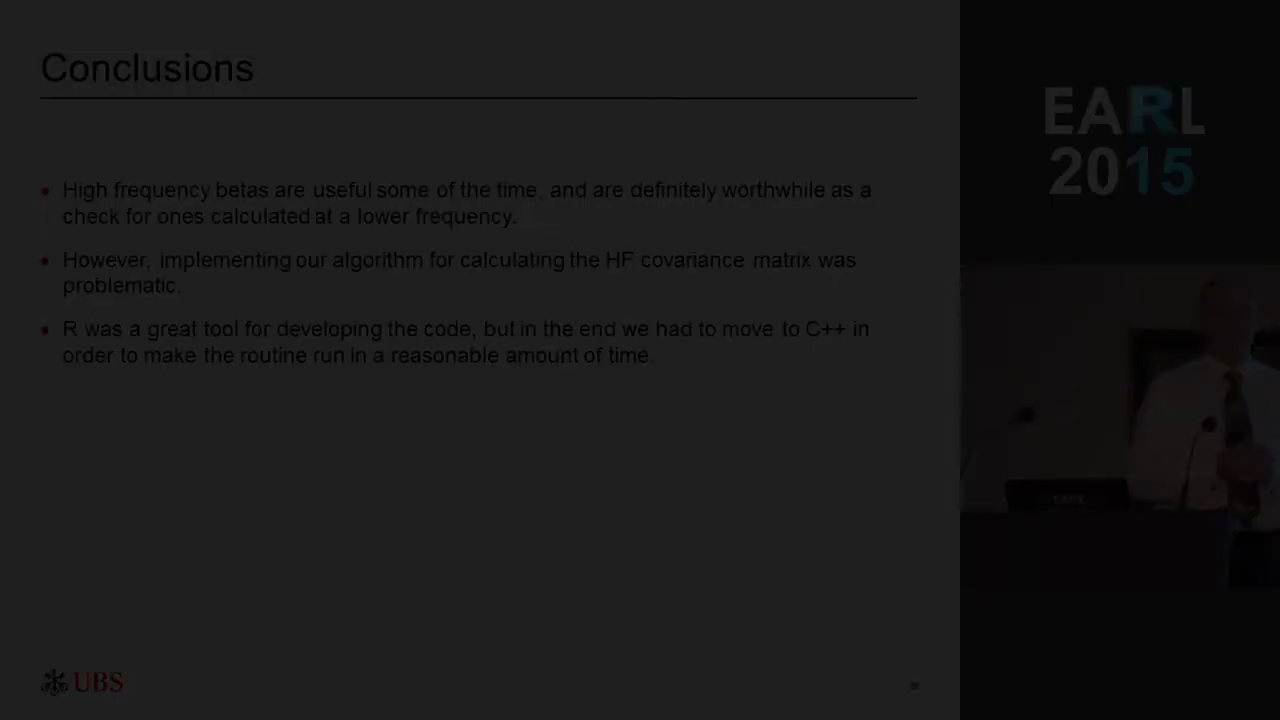 Conclusions
EARL
2015
High frequency betas are useful some of the time, and are definitely worthwhile as a
check for ones calculated at a lower frequency.
However, implementing our algorithm for calculating the HF covariance matrix was
problematic.
R was a great tool for developing the code, but in the end we had to move to C++ in
order to make the routine run in a reasonable amount of time.
UBS